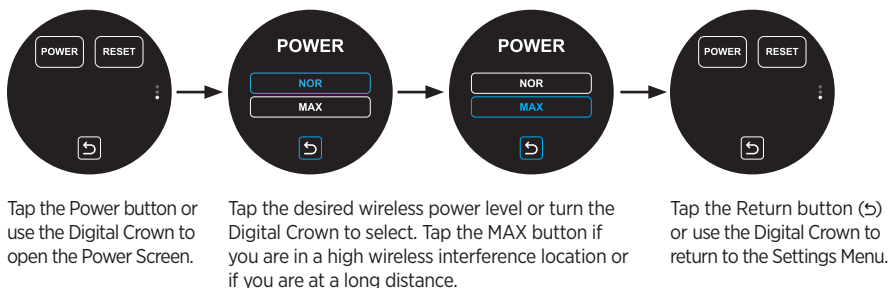 POWER RESET
POWER
NOR
MAX
POWER
NOR
MAX
POWER RESET
Tap the Power button or
use the Digital Crown to
open the Power Screen.
Tap the desired wireless power level or turn the
Digital Crown to select. Tap the MAX button if
you are in a high wireless interference location or
if you are at a long distance.
Tap the Return button (⮌)
or use the Digital Crown to
return to the Settings Menu.